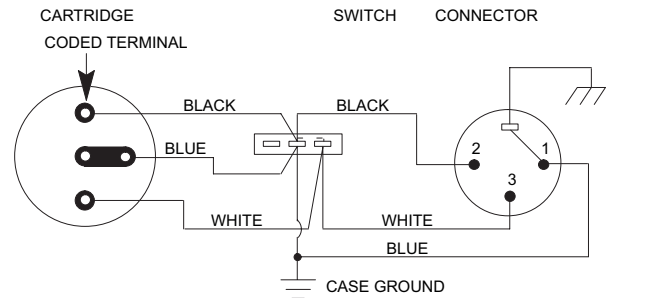 CARTRIDGE SWITCH CONNECTOR
CODED TERMINAL
BLACK BLACK
BLUE 2 1
3
WHITE WHITE
BLUE
CASE GROUND